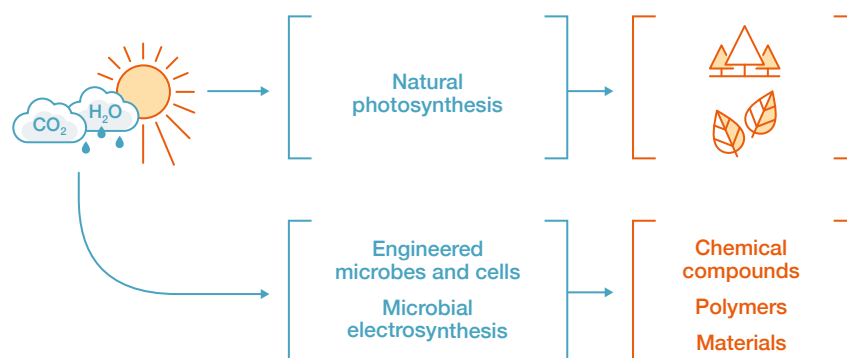 CO₂
H₂O
Natural
photosynthesis
Engineered
microbes and cells
Microbial
electrosynthesis
Chemical
compounds
Polymers
Materials